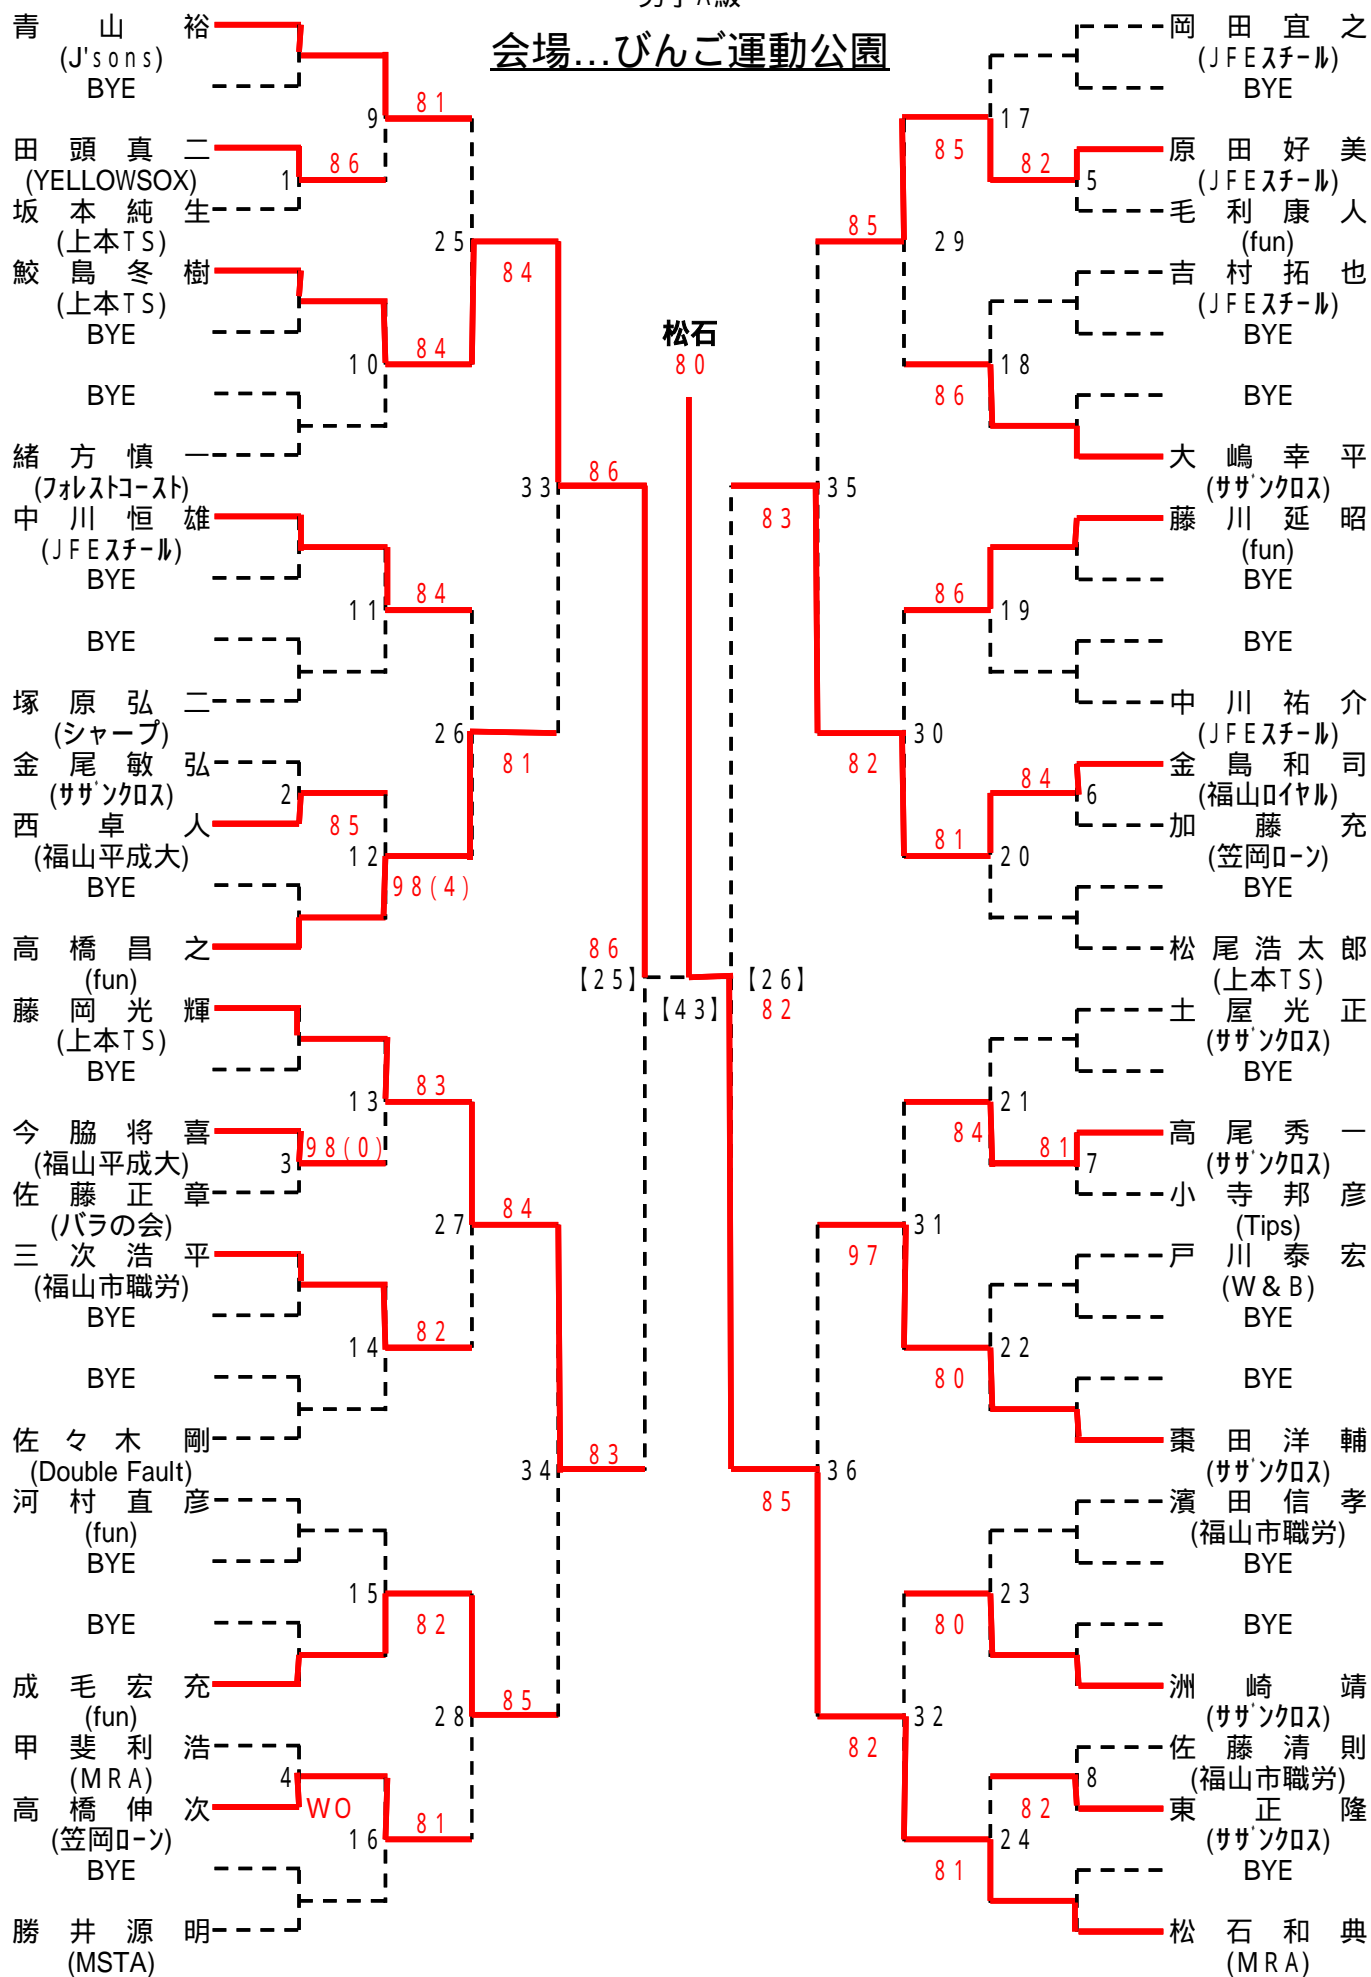 会場…びんご運動公園
青山裕
(J'sons)
BYE
9
81
田頭真二
(YELLOWSOX)
1
86
坂本純生
(上本TS)
25
84
鮫島冬樹
(上本TS)
BYE
10
84
BYE
緒方慎一
(フォレストコースト)
33
86
中川恒雄
(JFEスチール)
BYE
11
84
BYE
塚原弘二
(シャープ)
26
81
金尾敏弘
(サザンクロス)
2
85
西卓人
(福山平成大)
12
98(4)
BYE
高橋昌之
(fun)
86
【25】
藤岡光輝
(上本TS)
BYE
13
83
今脇将喜
(福山平成大)
3
98(0)
佐藤正章
(バラの会)
27
84
三次浩平
(福山市職労)
BYE
14
82
BYE
佐々木剛
(Double Fault)
34
83
河村直彦
(fun)
BYE
15
82
BYE
成毛宏充
(fun)
28
85
甲斐利浩
(MRA)
4
WO
高橋伸次
(笠岡ローン)
16
81
BYE
勝井源明
(MSTA)
松石
80
【43】
岡田宜之
(JFEスチール)
BYE
17
85
82
原田好美
(JFEスチール)
5
毛利康人
(fun)
85
29
吉村拓也
(JFEスチール)
BYE
18
86
BYE
大嶋幸平
(サザンクロス)
35
83
藤川延昭
(fun)
BYE
86
19
BYE
中川祐介
(JFEスチール)
30
82
金島和司
(福山ロイヤル)
84
6
加藤充
(笠岡ローン)
81
20
BYE
松尾浩太郎
(上本TS)
【26】
82
土屋光正
(サザンクロス)
BYE
21
84
81
高尾秀一
(サザンクロス)
7
小寺邦彦
(Tips)
31
97
戸川泰宏
(W&B)
BYE
22
80
BYE
棗田洋輔
(サザンクロス)
36
85
濱田信孝
(福山市職労)
BYE
23
80
BYE
洲崎靖
(サザンクロス)
32
82
佐藤清則
(福山市職労)
8
82
東正隆
(サザンクロス)
24
81
BYE
松石和典
(MRA)